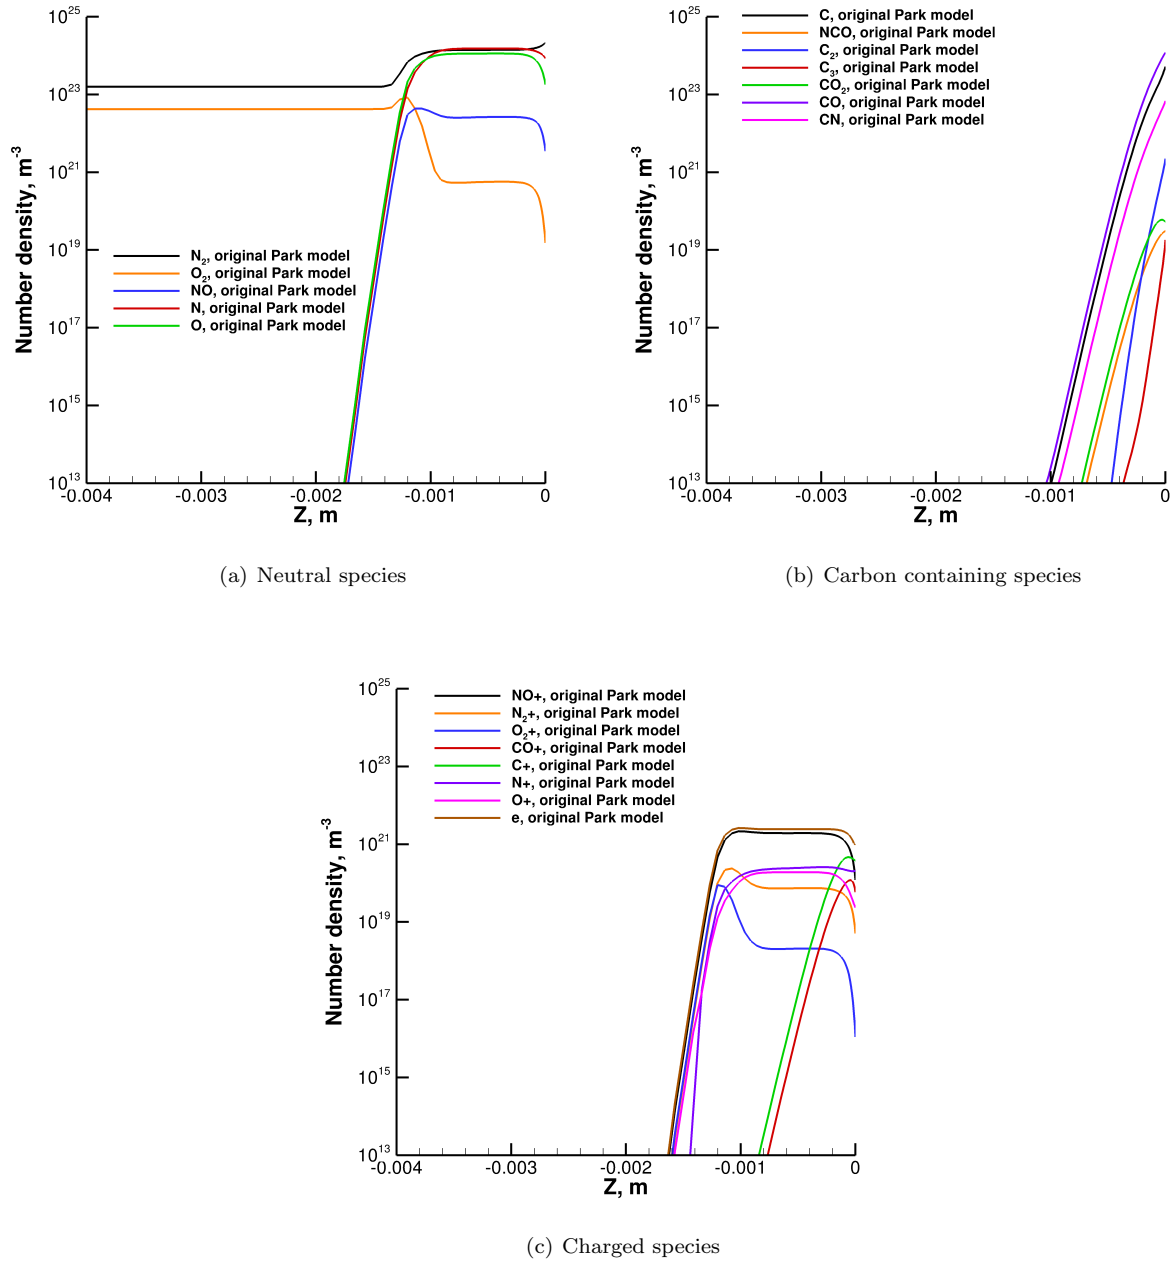 10^25
10^23
10^21
10^19
10^17
10^15
10^13
Number density, m^-3
N2, original Park model
O2, original Park model
NO, original Park model
N, original Park model
O, original Park model
-0.004 -0.003 -0.002 -0.001 0
Z, m
(a) Neutral species
10^25
10^23
10^21
10^19
10^17
10^15
10^13
Number density, m^-3
C, original Park model
NCO, original Park model
C2, original Park model
C3, original Park model
CO2, original Park model
CO, original Park model
CN, original Park model
-0.004 -0.003 -0.002 -0.001 0
Z, m
(b) Carbon containing species
10^25
10^23
10^21
10^19
10^17
10^15
10^13
Number density, m^-3
NO+, original Park model
N2+, original Park model
O2+, original Park model
CO+, original Park model
C+, original Park model
N+, original Park model
O+, original Park model
e, original Park model
-0.004 -0.003 -0.002 -0.001 0
Z, m
(c) Charged species